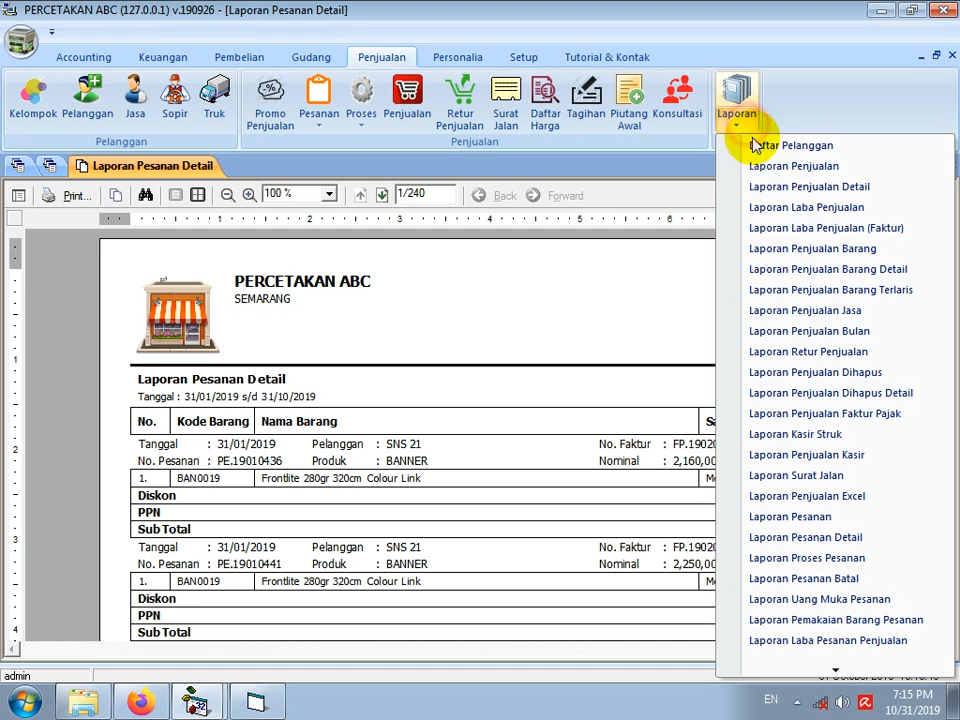 PERCETAKAN ABC (127.0.0.1) v.190926 - [Laporan Pesanan Detail]
Accounting Keuangan Pembelian Gudang Penjualan Personalia Setup Tutorial & Kontak
Kelompok Pelanggan Jasa Sopir Truk Promo Penjualan Pesanan Proses Penjualan Retur Penjualan Surat Jalan Daftar Harga Tagihan Piutang Awal Konsultasi Laporan
Pelanggan Penjualan
Laporan Pesanan Detail
Print... 100 % 1/240 Back Forward
1 2 3 4 5 6
PERCETAKAN ABC
SEMARANG
Laporan Pesanan Detail
Tanggal : 31/01/2019 s/d 31/10/2019
No. Kode Barang Nama Barang
Tanggal : 31/01/2019 Pelanggan : SNS 21 No. Faktur
No. Pesanan : PE.19010436 Produk : BANNER Nominal : 2,160,00
1. BAN0019 Frontlite 280gr 320cm Colour Link
Diskon
PPN
Sub Total
Tanggal : 31/01/2019 Pelanggan : SNS 21 No. Faktur
No. Pesanan : PE.19010441 Produk : BANNER Nominal : 2,250,00
1. BAN0019 Frontlite 280gr 320cm Colour Link
Diskon
PPN
Sub Total
1
2
3
4
Daftar Pelanggan
Laporan Penjualan
Laporan Penjualan Detail
Laporan Laba Penjualan
Laporan Laba Penjualan (Faktur)
Laporan Penjualan Barang
Laporan Penjualan Barang Detail
Laporan Penjualan Barang Terlaris
Laporan Penjualan Jasa
Laporan Penjualan Bulan
Laporan Retur Penjualan
Laporan Penjualan Dihapus
Laporan Penjualan Dihapus Detail
Laporan Penjualan Faktur Pajak
Laporan Kasir Struk
Laporan Penjualan Kasir
Laporan Surat Jalan
Laporan Penjualan Excel
Laporan Pesanan
Laporan Pesanan Detail
Laporan Proses Pesanan
Laporan Pesanan Batal
Laporan Uang Muka Pesanan
Laporan Pemakaian Barang Pesanan
Laporan Laba Pesanan Penjualan
admin
32
EN 7:15 PM
10/31/2019